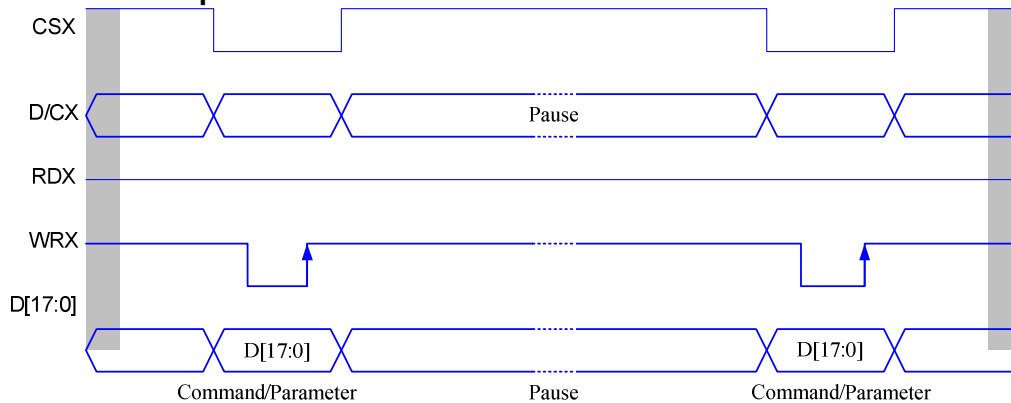 CSX
D/CX
Pause
RDX
WRX
D[17:0]
D[17:0]
D[17:0]
Command/Parameter
Pause
Command/Parameter